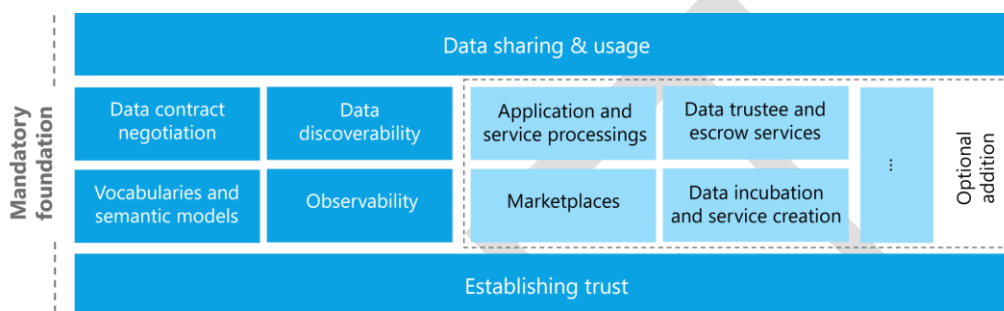 Data sharing & usage
Mandatory
foundation
Data contract
negotiation
Data
discoverability
Application and
service processings
Data trustee and
escrow services
...
Optional
addition
Vocabularies and
semantic models
Observability
Marketplaces
Data incubation
and service creation
Establishing trust